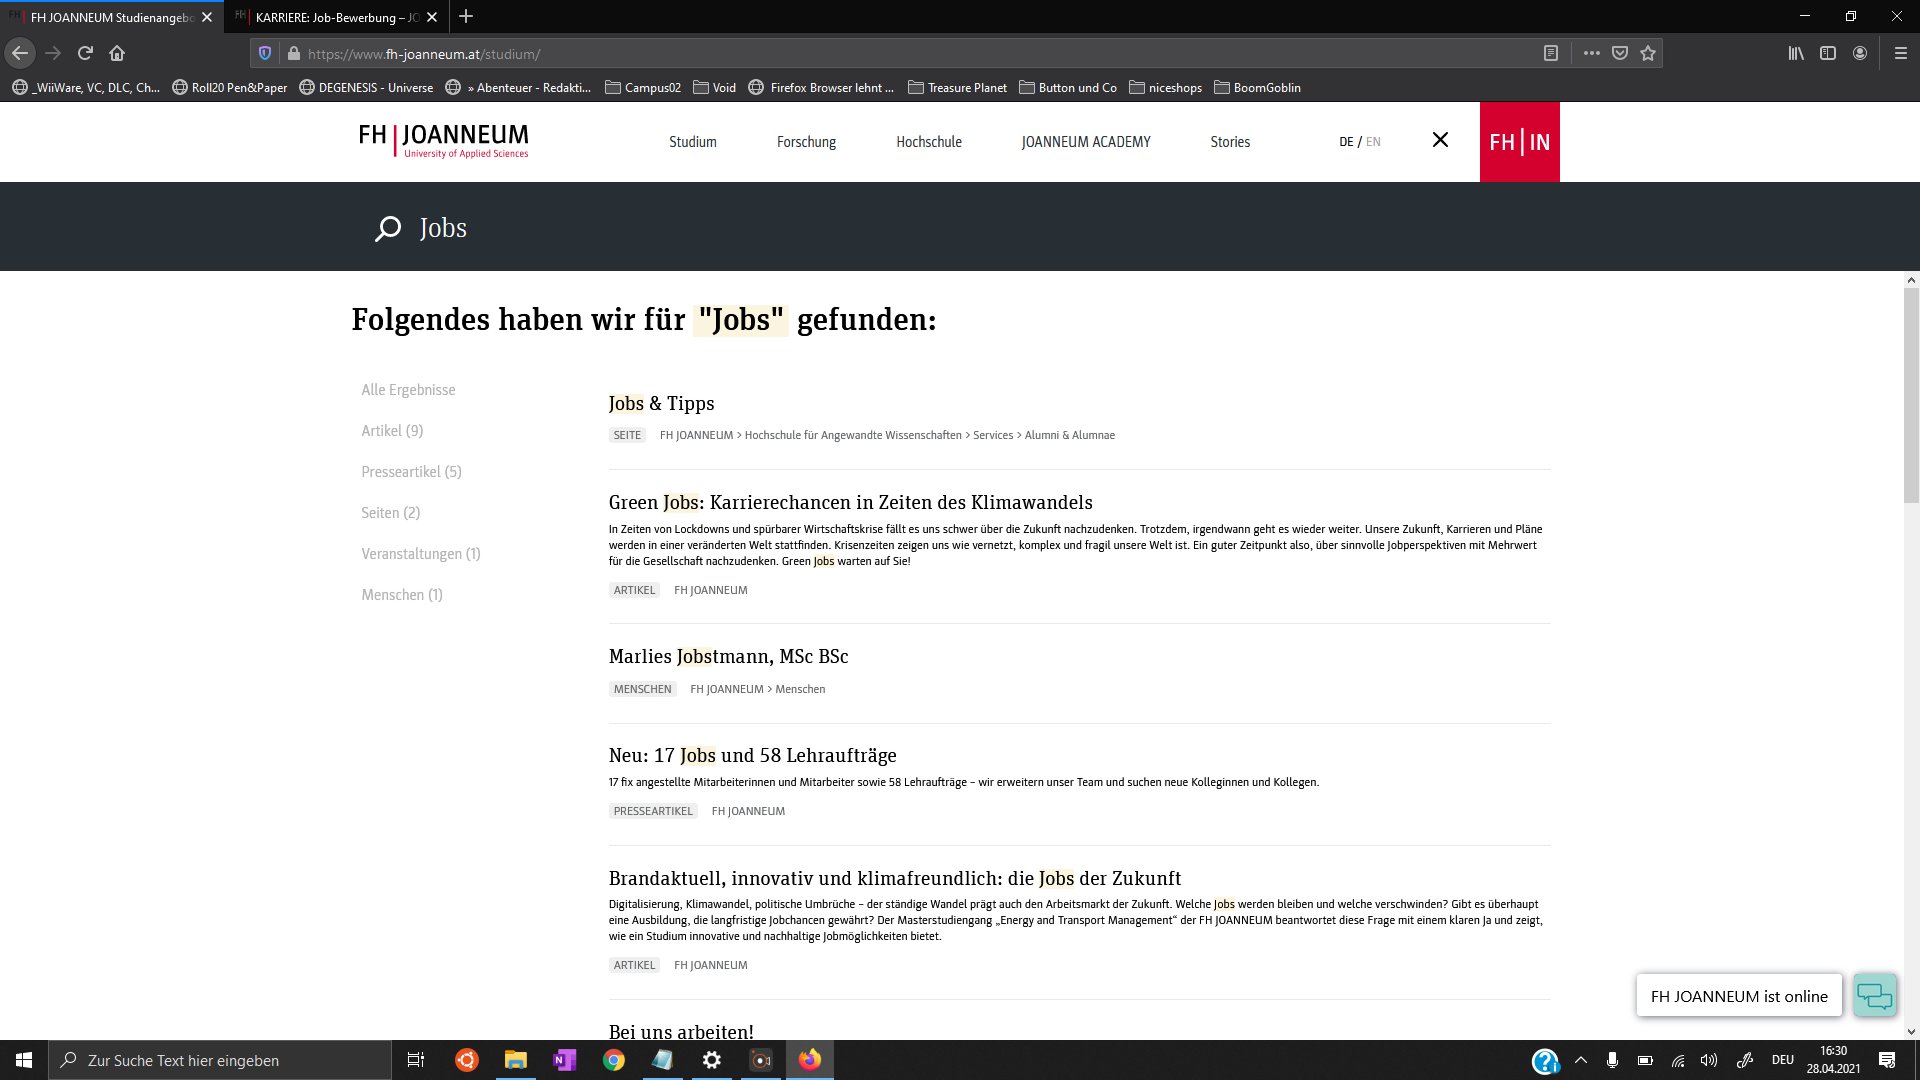 FH JOANNEUM Studienangebo
KARRIERE: Job-Bewerbung – JO
https://www.fh-joanneum.at/studium/
_WiiWare, VC, DLC, Ch...
Roll20 Pen&Paper
DEGENESIS - Universe
» Abenteuer - Redakti...
Campus02
Void
Firefox Browser lehnt ...
Treasure Planet
Button und Co
niceshops
BoomGoblin
FH JOANNEUM
University of Applied Sciences
Studium
Forschung
Hochschule
JOANNEUM ACADEMY
Stories
DE / EN
FH | IN
Jobs
Folgendes haben wir für "Jobs" gefunden:
Alle Ergebnisse
Artikel (9)
Presseartikel (5)
Seiten (2)
Veranstaltungen (1)
Menschen (1)
Jobs & Tipps
SEITE FH JOANNEUM > Hochschule für Angewandte Wissenschaften > Services > Alumni & Alumnae
Green Jobs: Karrierechancen in Zeiten des Klimawandels
In Zeiten von Lockdowns und spürbarer Wirtschaftskrise fällt es uns schwer über die Zukunft nachzudenken. Trotzdem, irgendwann geht es wieder weiter. Unsere Zukunft, Karrieren und Pläne
werden in einer veränderten Welt stattfinden. Krisenzeiten zeigen uns wie vernetzt, komplex und fragil unsere Welt ist. Ein guter Zeitpunkt also, über sinnvolle Jobperspektiven mit Mehrwert
für die Gesellschaft nachzudenken. Green Jobs warten auf Sie!
ARTIKEL FH JOANNEUM
Marlies Jobstmann, MSc BSc
MENSCHEN FH JOANNEUM > Menschen
Neu: 17 Jobs und 58 Lehraufträge
17 fix angestellte Mitarbeiterinnen und Mitarbeiter sowie 58 Lehraufträge – wir erweitern unser Team und suchen neue Kolleginnen und Kollegen.
PRESSEARTIKEL FH JOANNEUM
Brandaktuell, innovativ und klimafreundlich: die Jobs der Zukunft
Digitalisierung, Klimawandel, politische Umbrüche – der ständige Wandel prägt auch den Arbeitsmarkt der Zukunft. Welche Jobs werden bleiben und welche verschwinden? Gibt es überhaupt
eine Ausbildung, die langfristige Jobchancen gewährt? Der Masterstudiengang „Energy and Transport Management“ der FH JOANNEUM beantwortet diese Frage mit einem klaren Ja und zeigt,
wie ein Studium innovative und nachhaltige Jobmöglichkeiten bietet.
ARTIKEL FH JOANNEUM
Bei uns arbeiten!
FH JOANNEUM ist online
Zur Suche Text hier eingeben
DEU
16:30
28.04.2021